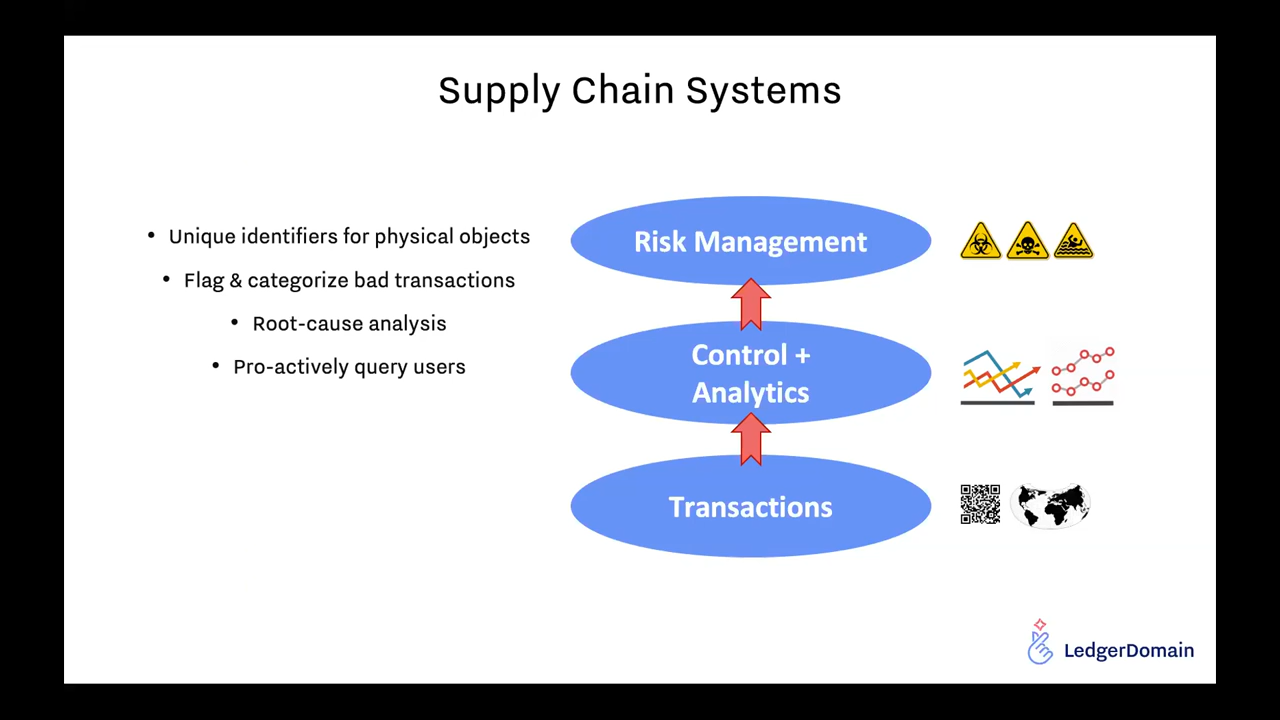 Supply Chain Systems
• Unique identifiers for physical objects
• Flag & categorize bad transactions
• Root-cause analysis
• Pro-actively query users
Risk Management
Control +
Analytics
Transactions
LedgerDomain